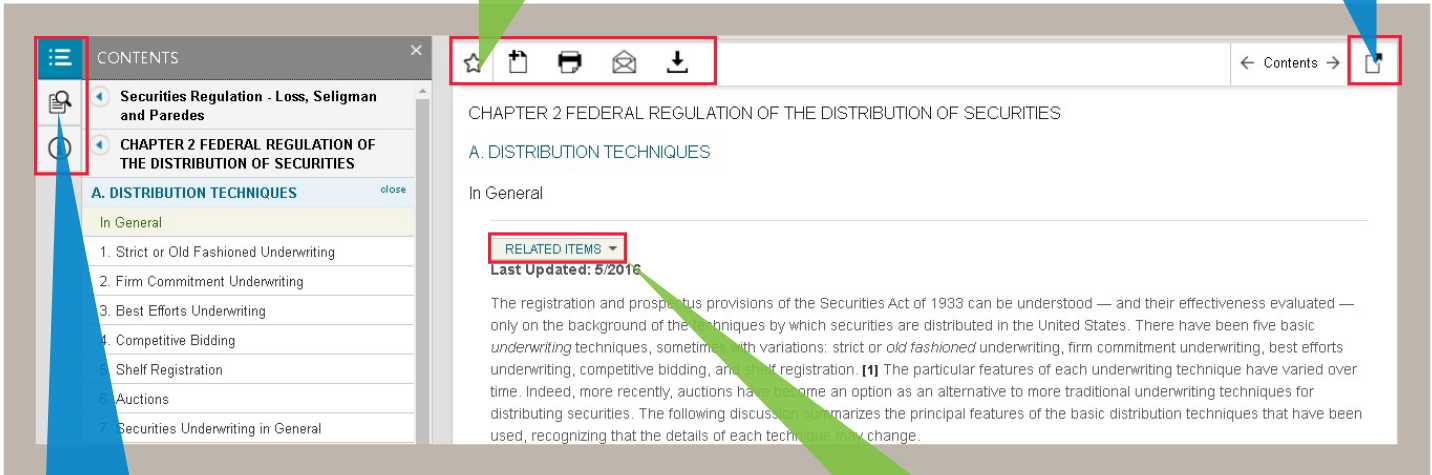 CONTENTS
Securities Regulation - Loss, Seligman
and Paredes
CHAPTER 2 FEDERAL REGULATION OF
THE DISTRIBUTION OF SECURITIES
A. DISTRIBUTION TECHNIQUES close
In General
1. Strict or Old Fashioned Underwriting
2. Firm Commitment Underwriting
3. Best Efforts Underwriting
4. Competitive Bidding
5. Shelf Registration
6. Auctions
7. Securities Underwriting in General
← Contents →
CHAPTER 2 FEDERAL REGULATION OF THE DISTRIBUTION OF SECURITIES
A. DISTRIBUTION TECHNIQUES
In General
RELATED ITEMS
Last Updated: 5/2016
The registration and prospectus provisions of the Securities Act of 1933 can be understood — and their effectiveness evaluated —
only on the background of the techniques by which securities are distributed in the United States. There have been five basic
underwriting techniques, sometimes with variations: strict or old fashioned underwriting, firm commitment underwriting, best efforts
underwriting, competitive bidding, and shelf registration. [1] The particular features of each underwriting technique have varied over
time. Indeed, more recently, auctions have become an option as an alternative to more traditional underwriting techniques for
distributing securities. The following discussion summarizes the principal features of the basic distribution techniques that have been
used, recognizing that the details of each technique may change.